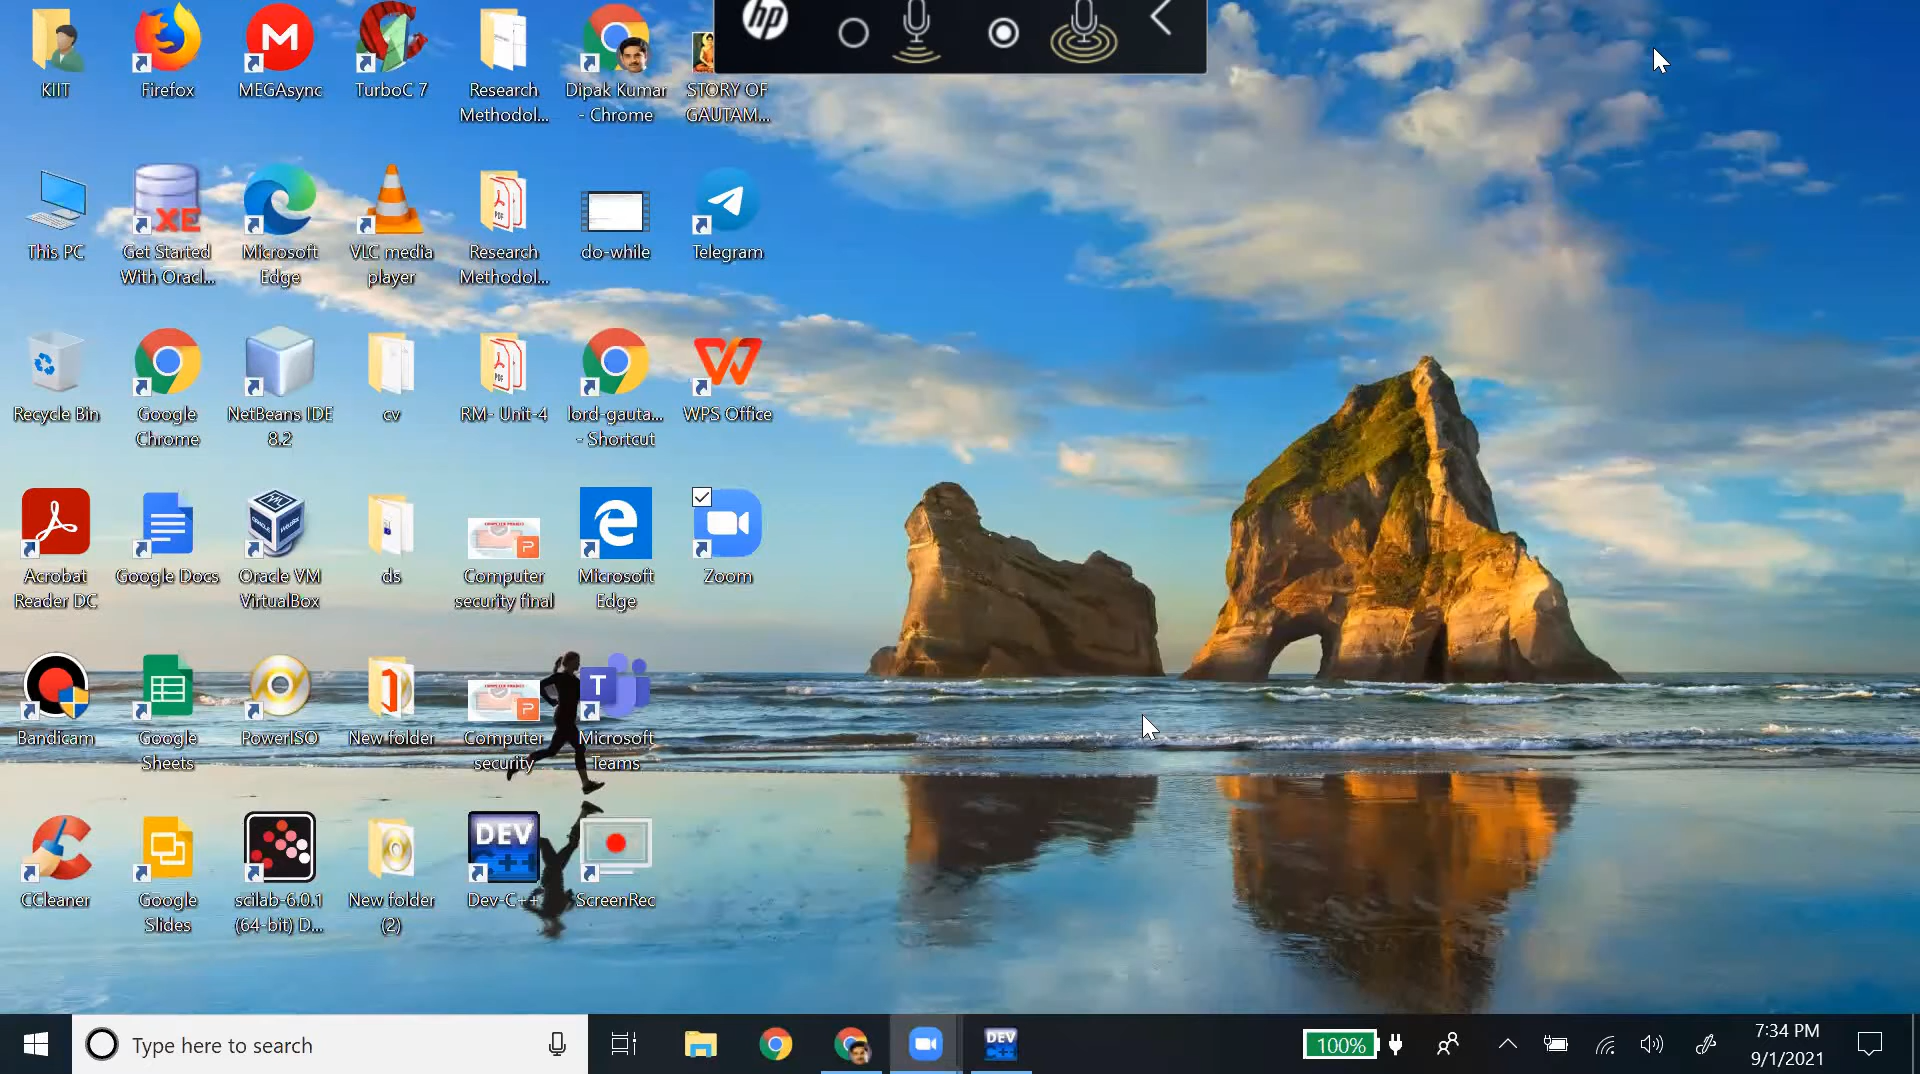 hp
KIIT
Firefox
MEGAsync
TurboC 7
Research
Methodol...
Dipak Kumar
- Chrome
STORY OF
GAUTAM...
This PC
XE
Get Started
With Oracl...
Microsoft
Edge
VLC media
player
PDF
Research
Methodol...
do-while
Telegram
Recycle Bin
Google
Chrome
NetBeans IDE
8.2
cv
PDF
RM- Unit-4
lord-gauta...
- Shortcut
WPS Office
Acrobat
Reader DC
Google Docs
Oracle VM
VirtualBox
ds
Computer
security final
Microsoft
Edge
Zoom
Bandicam
Google
Sheets
PowerISO
New folder
Computer
security
T
Microsoft
Teams
CCleaner
Google
Slides
scilab-6.0.1
(64-bit) D...
New folder
(2)
DEV
C++
Dev-C++
ScreenRec
Type here to search
DEV
C++
100%
7:34 PM
9/1/2021